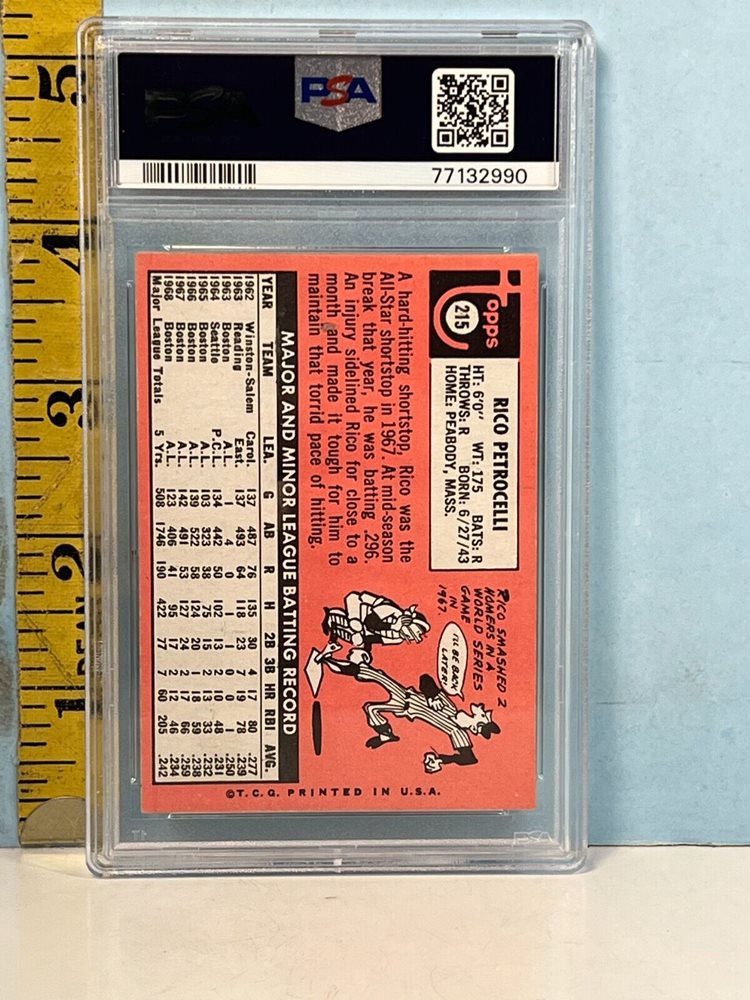 PSA
77132990
topps
215
RICO PETROCELLI
HT: 6'0" WT: 175 BATS: R
THROWS: R BORN: 6/27/43
HOME: PEABODY, MASS.
RICO SMASHED 2
HOMERS IN A
WORLD SERIES
GAME
IN
1967.
I'LL BE BACK
LATER!
A hard-hitting shortstop, Rico was the
All-Star shortstop in 1967. At mid-season
break that year, he was batting .296.
An injury sidelined Rico for close to a
month and made it tough for him to
maintain that torrid pace of hitting.
MAJOR AND MINOR LEAGUE BATTING RECORD
YEAR TEAM LEA. G AB R H 2B 3B HR RBI AVG.
1962 Winston-Salem Carol. 137 487 76 135 30 4 17 80 .277
1963 Reading East. 137 493 64 118 23 1 19 78 .239
1963 Boston A.L. 1 4 0 1 1 0 0 1 .250
1964 Seattle P.C.L. 134 442 50 102 13 2 10 48 .231
1965 Boston A.L. 103 323 38 75 15 2 13 33 .232
1966 Boston A.L. 139 522 58 124 20 1 18 59 .238
1967 Boston A.L. 142 491 53 127 24 2 17 66 .259
1968 Boston A.L. 123 406 41 95 17 2 12 46 .234
Major League Totals 5 Yrs. 508 1746 190 422 77 7 60 205 .242
©T.C.G. PRINTED IN U.S.A.
PSA
5
4
3
2
1